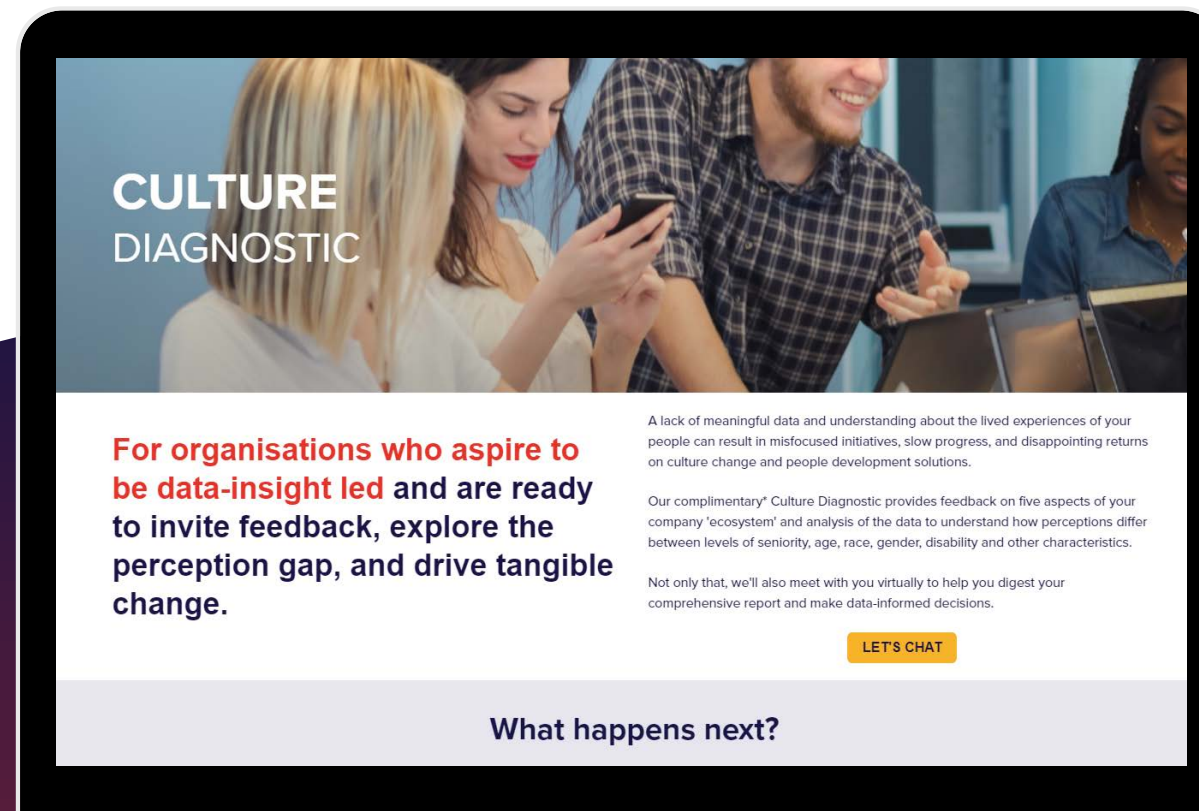 CULTURE
DIAGNOSTIC
For organisations who aspire to
be data-insight led and are ready
to invite feedback, explore the
perception gap, and drive tangible
change.
A lack of meaningful data and understanding about the lived experiences of your
people can result in misfocused initiatives, slow progress, and disappointing returns
on culture change and people development solutions.
Our complimentary* Culture Diagnostic provides feedback on five aspects of your
company 'ecosystem' and analysis of the data to understand how perceptions differ
between levels of seniority, age, race, gender, disability and other characteristics.
Not only that, we'll also meet with you virtually to help you digest your
comprehensive report and make data-informed decisions.
LET'S CHAT
What happens next?